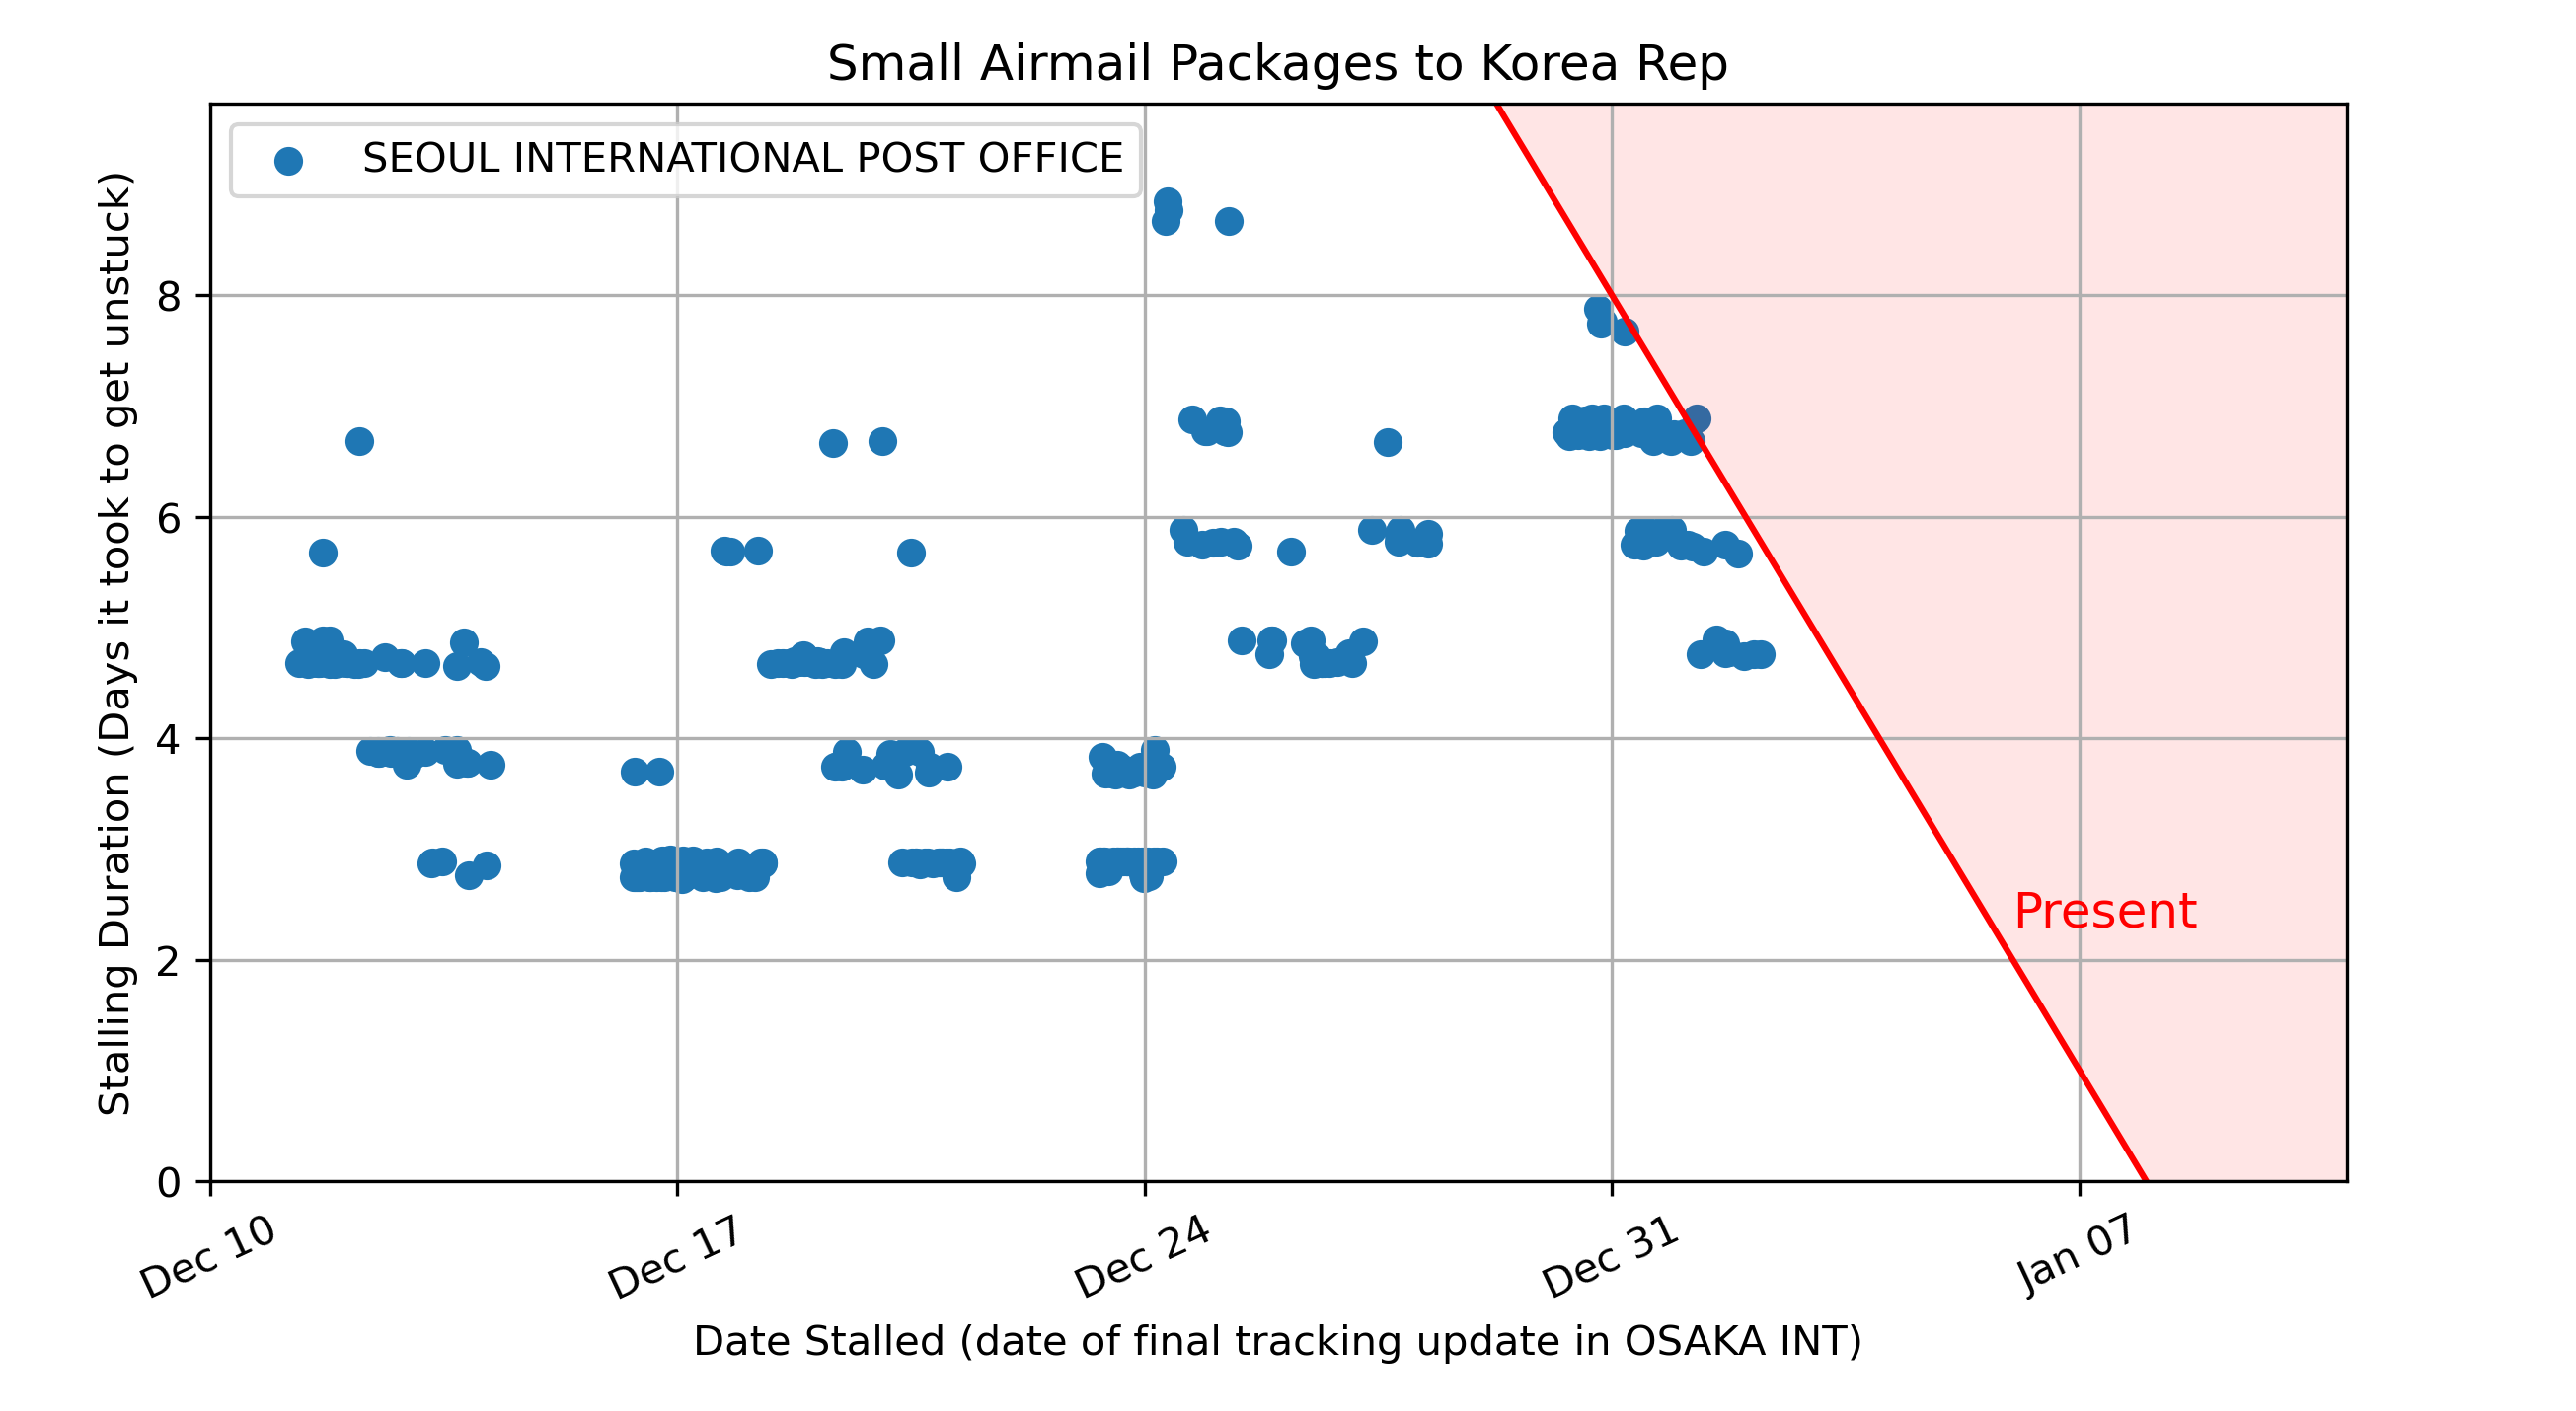 Small Airmail Packages to Korea Rep
SEOUL INTERNATIONAL POST OFFICE
Stalling Duration (Days it took to get unstuck)
8
6
4
2
0
Present
Dec 10
Dec 17
Dec 24
Dec 31
Jan 07
Date Stalled (date of final tracking update in OSAKA INT)